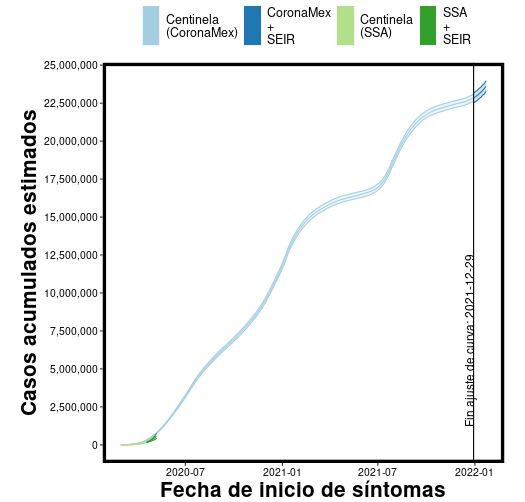 Centinela
(CoronaMex)
CoronaMex
+
SEIR
Centinela
(SSA)
SSA
+
SEIR
Casos acumulados estimados
25,000,000
22,500,000
20,000,000
17,500,000
15,000,000
12,500,000
10,000,000
7,500,000
5,000,000
2,500,000
0
Fin ajuste de curva: 2021-12-29
2020-07
2021-01
2021-07
2022-01
Fecha de inicio de síntomas